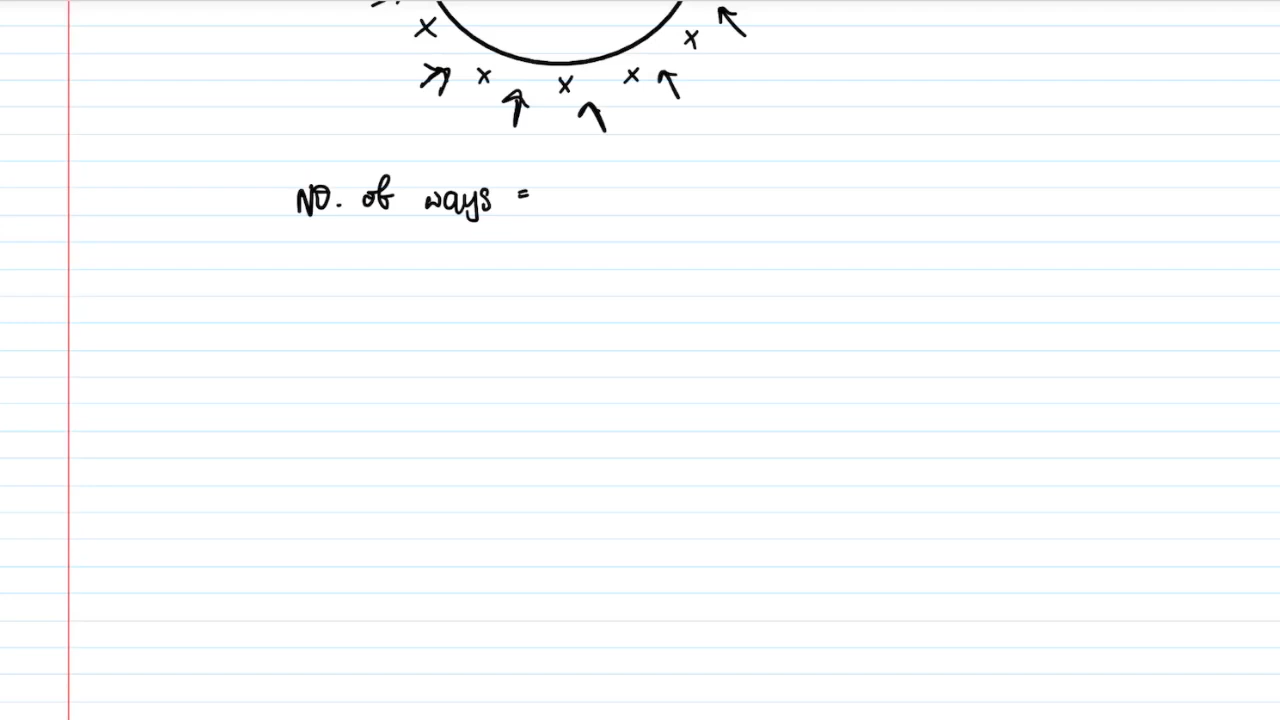 x
x
x x x
No. of ways =